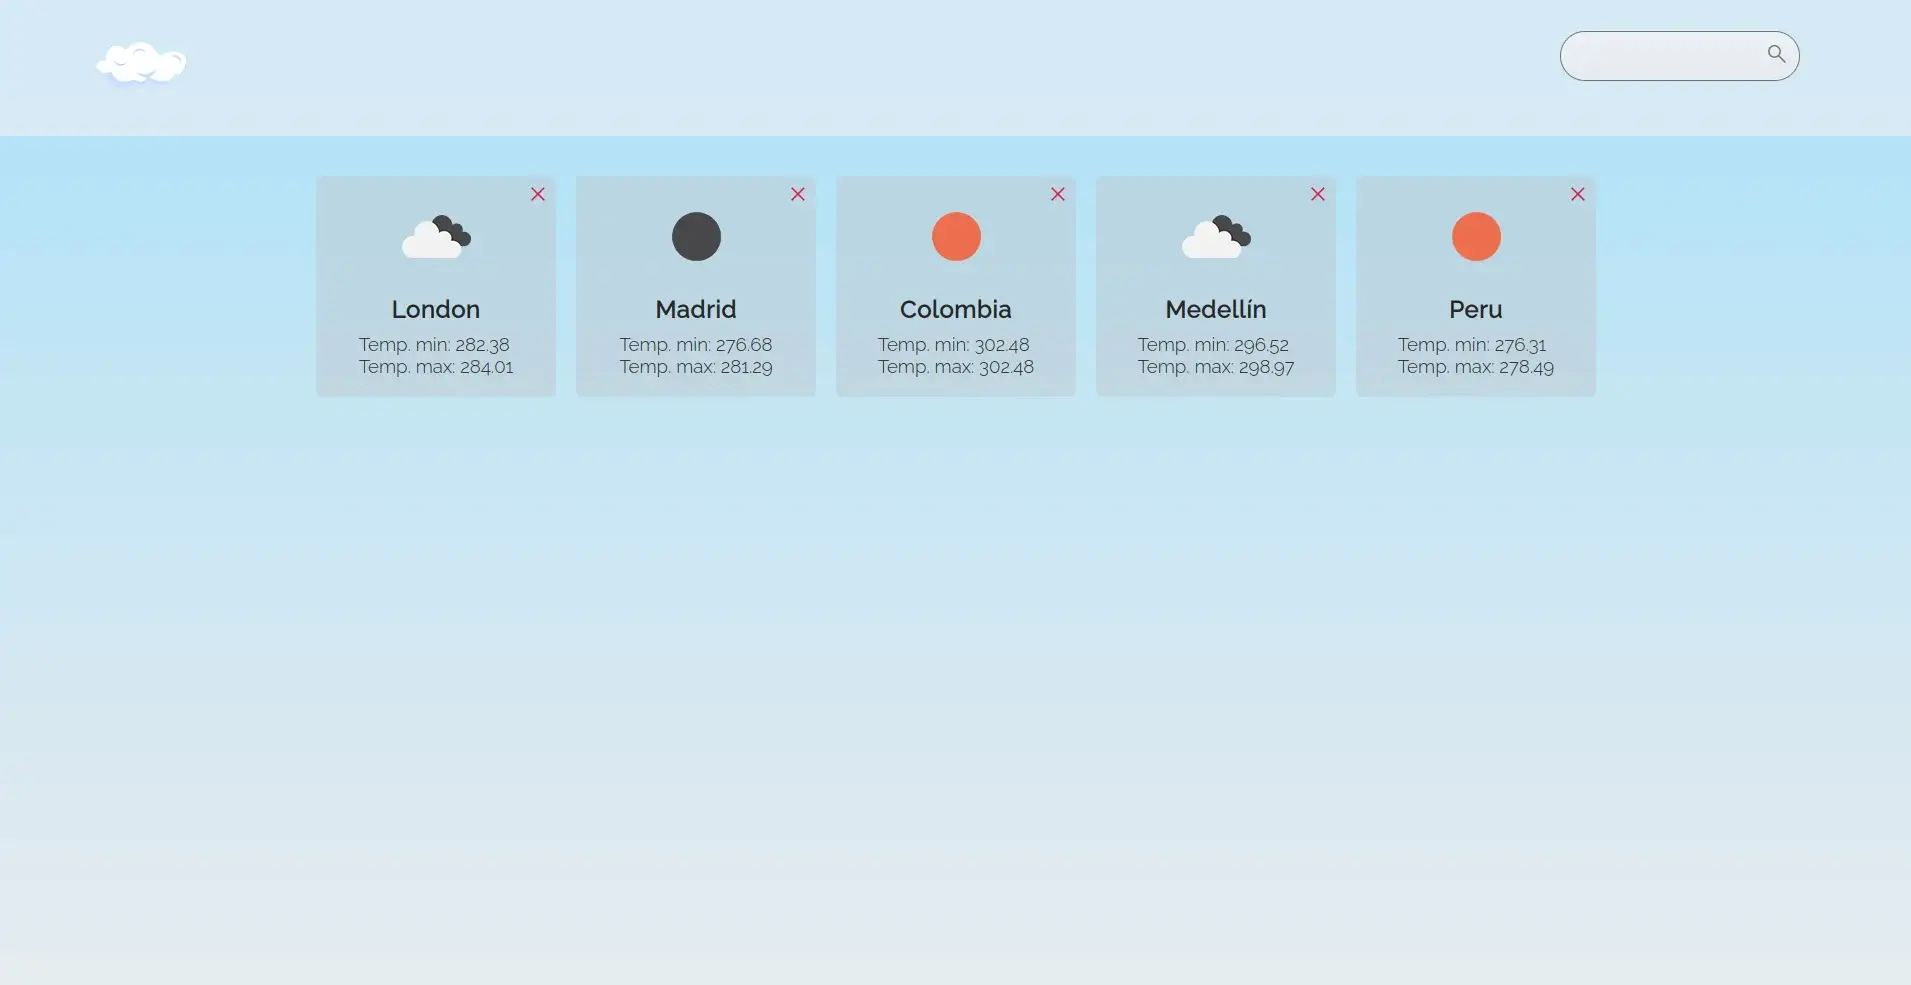 London
Temp. min: 282.38
Temp. max: 284.01
Madrid
Temp. min: 276.68
Temp. max: 281.29
Colombia
Temp. min: 302.48
Temp. max: 302.48
Medellín
Temp. min: 296.52
Temp. max: 298.97
Peru
Temp. min: 276.31
Temp. max: 278.49